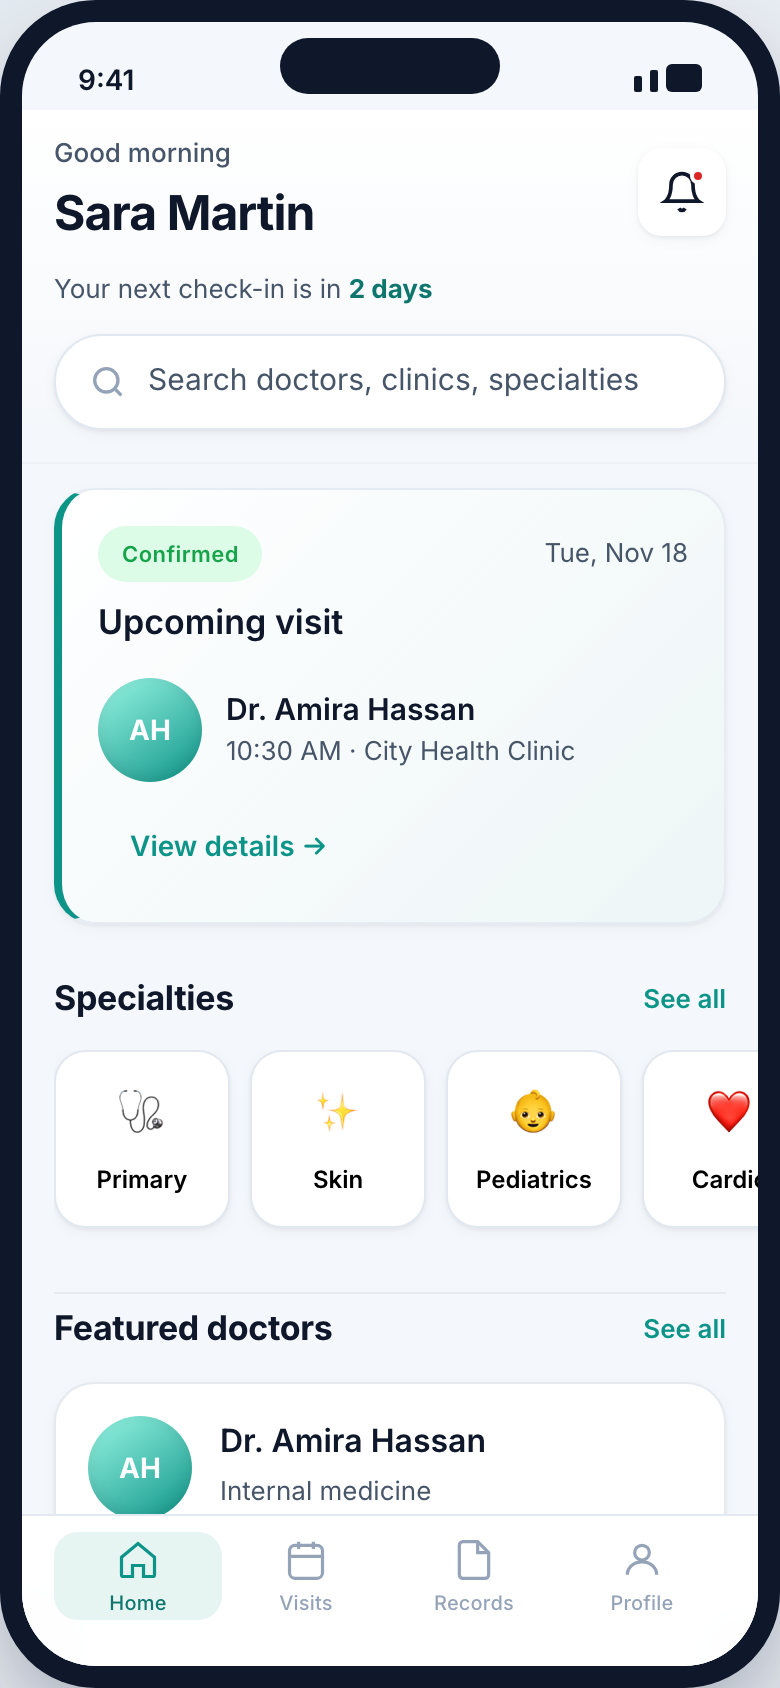 9:41
Good morning
Sara Martin
Your next check-in is in 2 days
Search doctors, clinics, specialties
Confirmed
Tue, Nov 18
Upcoming visit
AH
Dr. Amira Hassan
10:30 AM · City Health Clinic
View details →
Specialties
See all
Primary
Skin
Pediatrics
Cardio
Featured doctors
See all
AH
Dr. Amira Hassan
Internal medicine
Home
Visits
Records
Profile